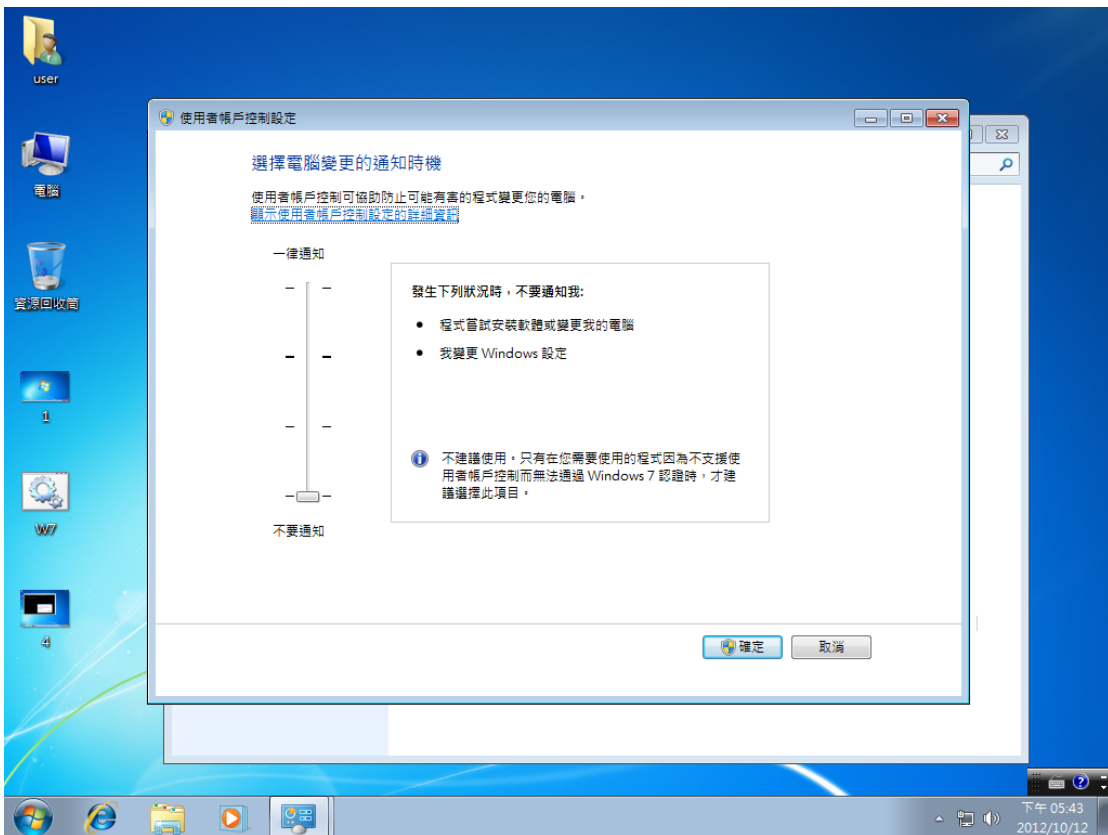 user
電腦
資源回收筒
1
W7
4
使用者帳戶控制設定
選擇電腦變更的通知時機
使用者帳戶控制可協助防止可能有害的程式變更您的電腦。
顯示使用者帳戶控制設定的詳細資訊
一律通知
發生下列狀況時，不要通知我:
程式嘗試安裝軟體或變更我的電腦
我變更 Windows 設定
不建議使用。只有在您需要使用的程式因為不支援使
用者帳戶控制而無法通過 Windows 7 認證時，才建
議選擇此項目。
不要通知
確定
取消
下午 05:43
2012/10/12